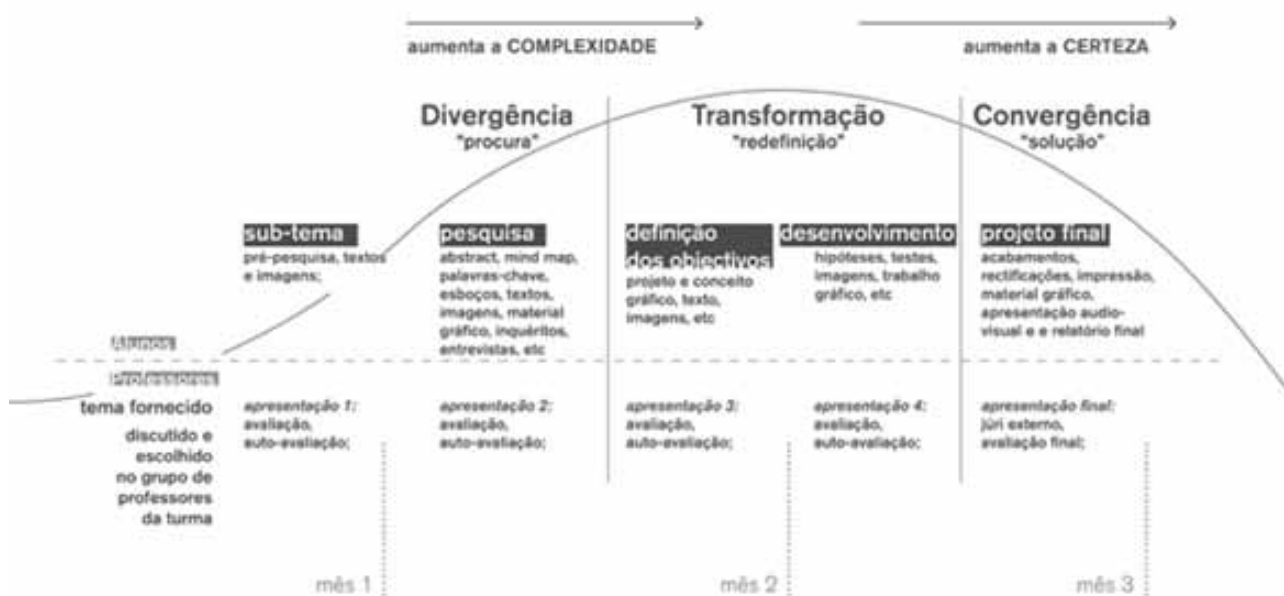 aumenta a COMPLEXIDADE
aumenta a CERTEZA
Divergência
"procura"
Transformação
"redefinição"
Convergência
"solução"
sub-tema
pré-pesquisa, textos
e imagens;
pesquisa
abstract, mind map,
palavras-chave,
esboços, textos,
imagens, material
gráfico, inquéritos,
entrevistas, etc
definição
dos objectivos
projeto e conceito
gráfico, texto,
imagens, etc
desenvolvimento
hipóteses, testes,
imagens, trabalho
gráfico, etc
projeto final
acabamentos,
rectificações, impressão,
material gráfico,
apresentação audio-
visual e e relatório final
Alunos
Professores
tema fornecido
discutido e
escolhido
no grupo de
professores
da turma
apresentação 1:
avaliação,
auto-avaliação;
apresentação 2:
avaliação,
auto-avaliação;
apresentação 3:
avaliação,
auto-avaliação;
apresentação 4:
avaliação,
auto-avaliação;
apresentação final:
júri externo,
avaliação final;
mês 1
mês 2
mês 3